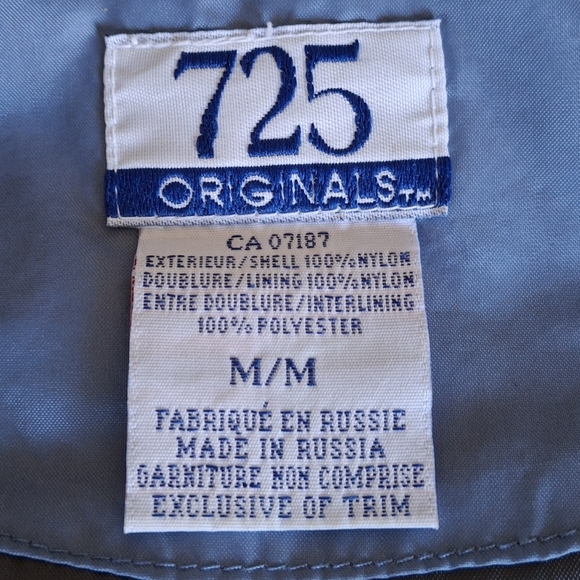 725
ORIGINALS™
CA 07187
EXTERIEUR/SHELL 100% NYLON
DOUBLURE/LINING 100% NYLON
ENTRE DOUBLURE/INTERLINING
100% POLYESTER
M/M
FABRIQUÉ EN RUSSIE
MADE IN RUSSIA
GARNITURE NON COMPRISE
EXCLUSIVE OF TRIM